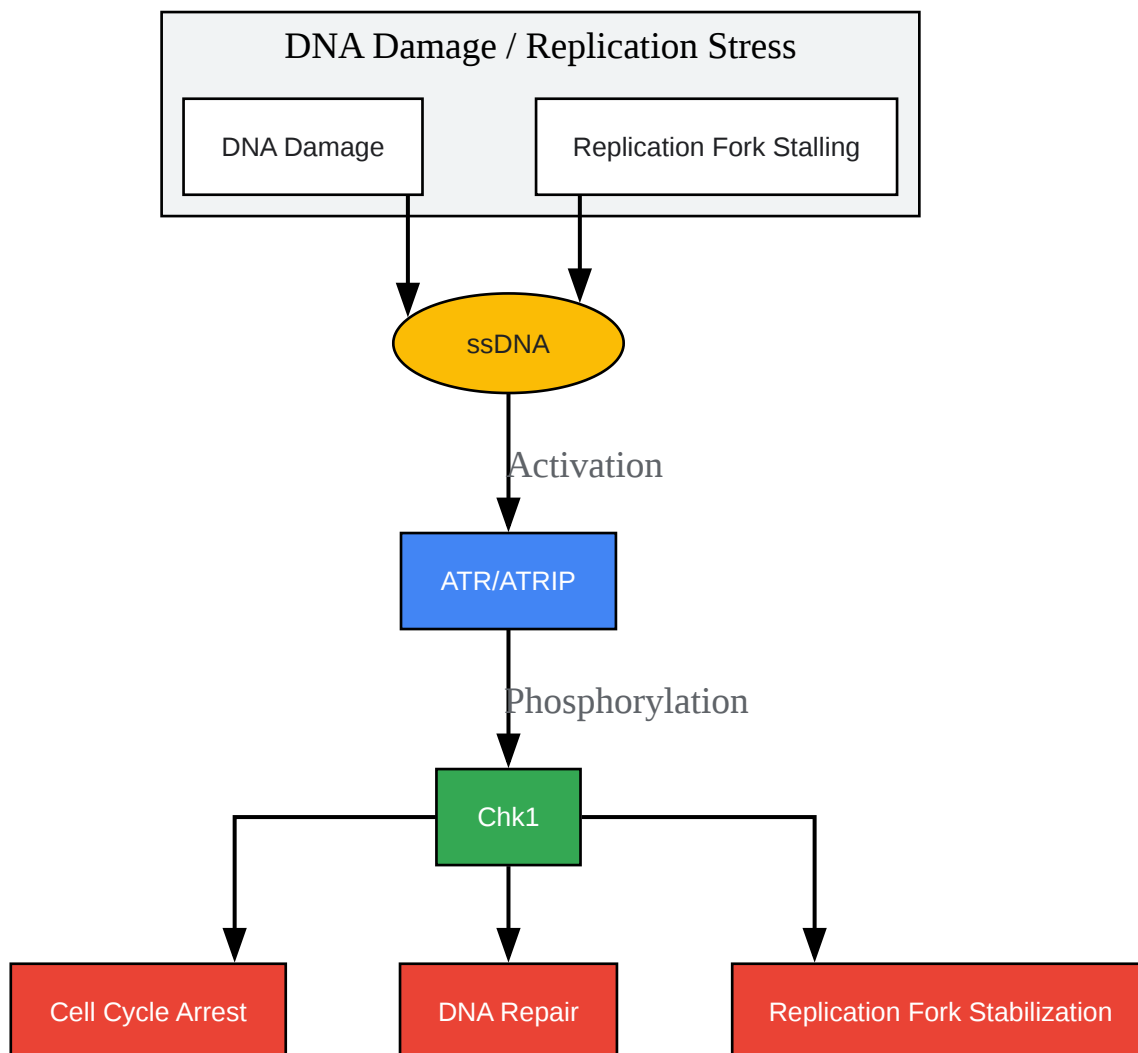 DNA Damage / Replication Stress
DNA Damage
Replication Fork Stalling
ssDNA
Activation
ATR/ATRIP
Phosphorylation
Chk1
Cell Cycle Arrest
DNA Repair
Replication Fork Stabilization